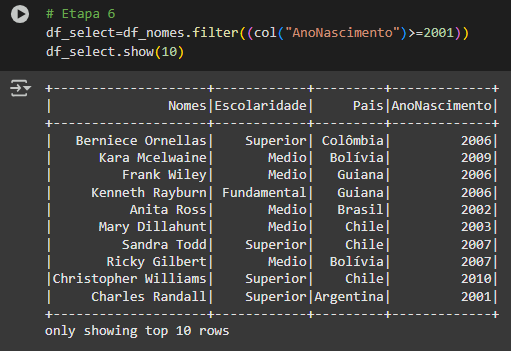 # Etapa 6
df_select=df_nomes.filter((col("AnoNascimento")>=2001))
df_select.show(10)
+--------------------+-----------+---------+-------------+
|               Nomes|Escolaridade|     Pais|AnoNascimento|
+--------------------+-----------+---------+-------------+
|   Berniece Ornellas|   Superior| Colômbia|         2006|
|      Kara Mcelwaine|      Medio|  Bolívia|         2009|
|         Frank Wiley|      Medio|   Guiana|         2006|
|     Kenneth Rayburn| Fundamental|   Guiana|         2006|
|          Anita Ross|      Medio|   Brasil|         2002|
|      Mary Dillahunt|      Medio|    Chile|         2003|
|         Sandra Todd|   Superior|    Chile|         2007|
|       Ricky Gilbert|      Medio|  Bolívia|         2007|
|Christopher Williams|   Superior|    Chile|         2010|
|     Charles Randall|   Superior|Argentina|         2001|
+--------------------+-----------+---------+-------------+
only showing top 10 rows